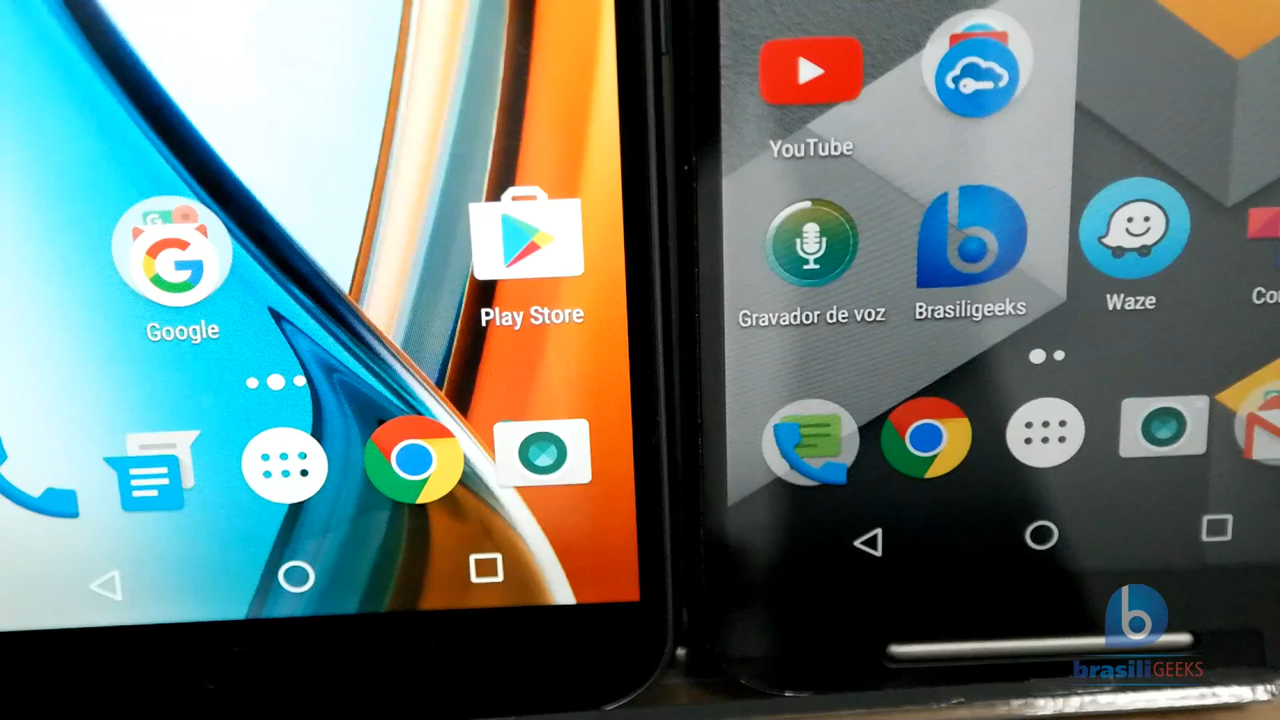 Google
Play Store
YouTube
Gravador de voz
Brasiligeeks
Waze
brasiliGEEKS